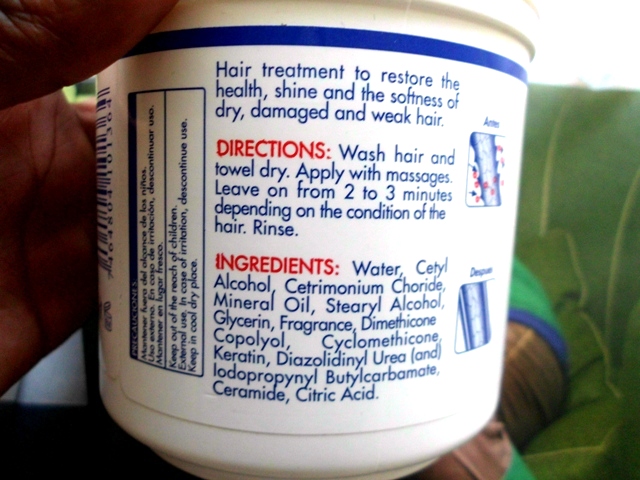 Hair treatment to restore the
health, shine and the softness of
dry, damaged and weak hair.
DIRECTIONS: Wash hair and
towel dry. Apply with massages.
Leave on from 2 to 3 minutes
depending on the condition of the
hair. Rinse.
INGREDIENTS: Water, Cetyl
Alcohol, Cetrimonium Choride,
Mineral Oil, Stearyl Alcohol,
Glycerin, Fragrance, Dimethicone
Copolyol, Cyclomethicone,
Keratin, Diazolidinyl Urea (and)
Iodopropynyl Butylcarbamate,
Ceramide, Citric Acid.
Antes
Despues
PRECAUCIONES:
Mantener fuera del alcance de los niños.
Uso externo. En caso de irritación, descontinuar uso.
Mantener en lugar fresco.
Keep out of the reach of children.
External use. In case of irritation, descontinue use.
Keep in cool dry place.